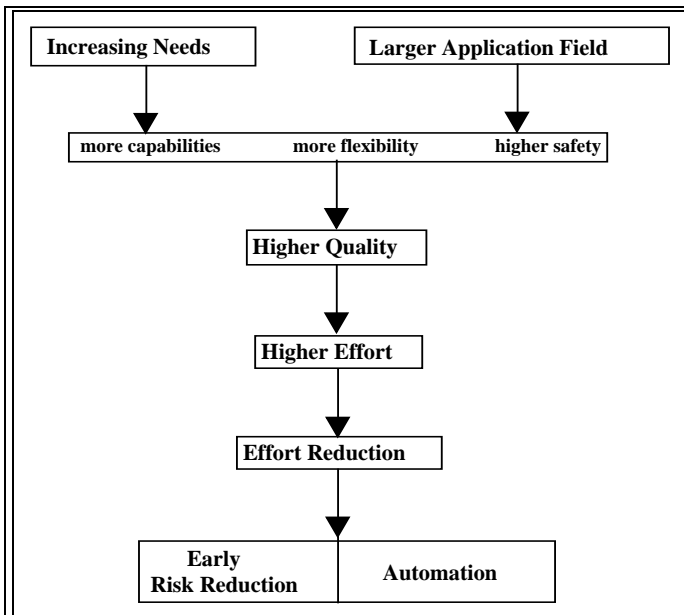 Increasing Needs
Larger Application Field
more capabilities more flexibility higher safety
Higher Quality
Higher Effort
Effort Reduction
Early
Risk Reduction
Automation